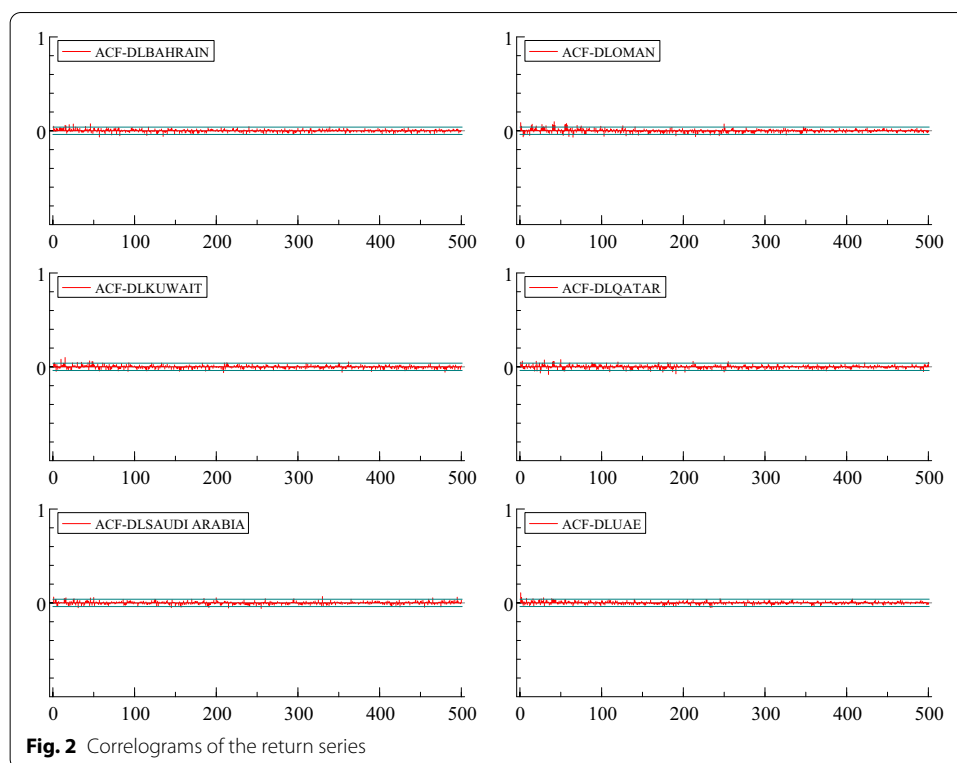 1
ACF-DLBAHRAIN
0
0 100 200 300 400 500
1
ACF-DLOMAN
0
0 100 200 300 400 500
1
ACF-DLKUWAIT
0
0 100 200 300 400 500
1
ACF-DLQATAR
0
0 100 200 300 400 500
1
ACF-DLSAUDI ARABIA
0
0 100 200 300 400 500
1
ACF-DLUAE
0
0 100 200 300 400 500
Fig. 2 Correlograms of the return series